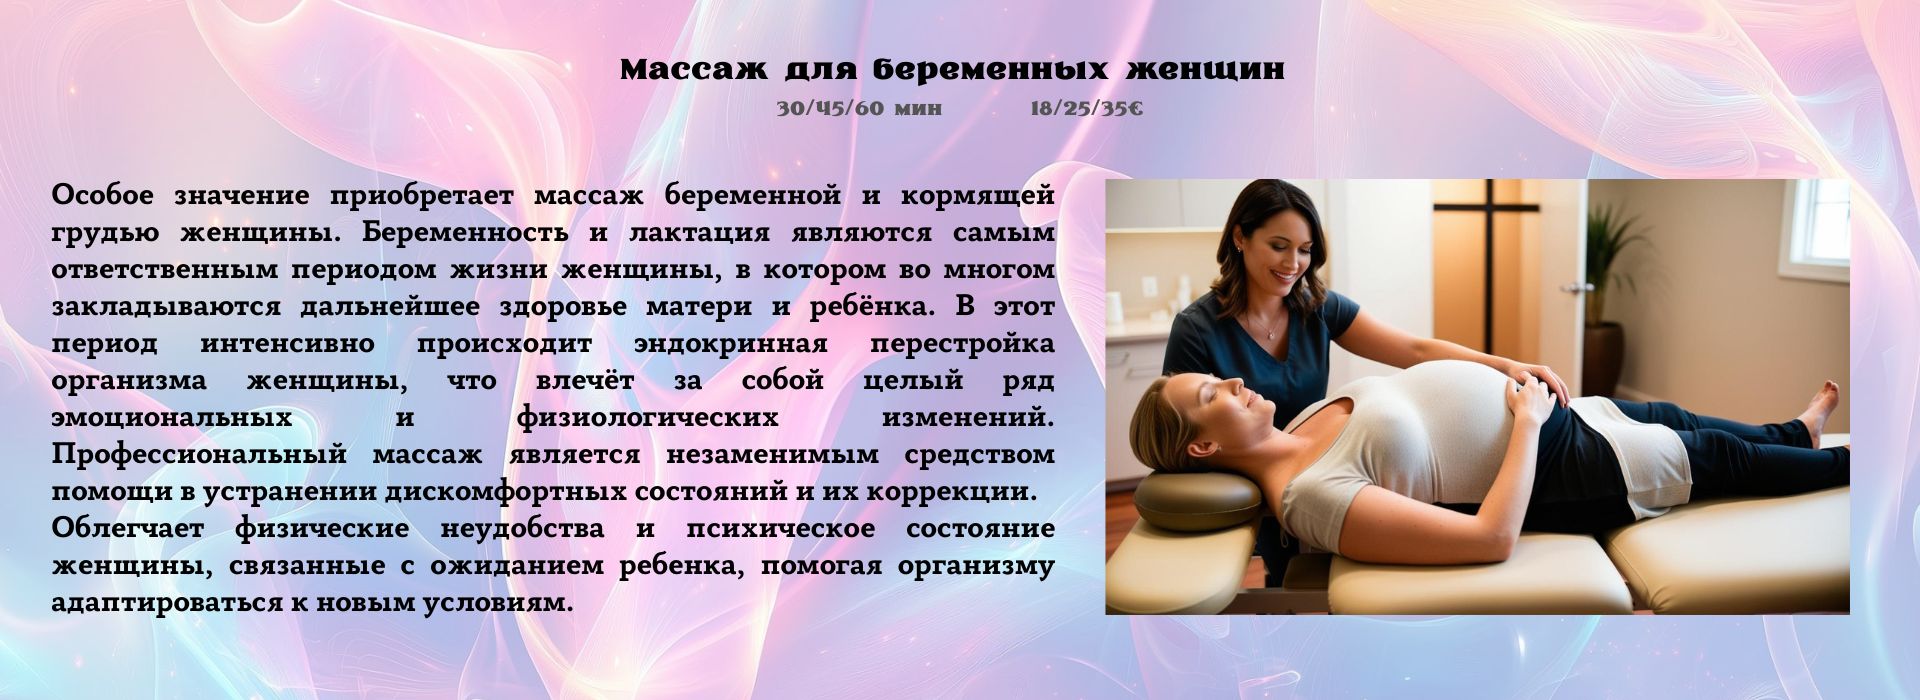 Массаж для беременных женщин
30/45/60 мин 18/25/35€
Особое значение приобретает массаж беременной и кормящей
грудью женщины. Беременность и лактация являются самым
ответственным периодом жизни женщины, в котором во многом
закладываются дальнейшее здоровье матери и ребёнка. В этот
период интенсивно происходит эндокринная перестройка
организма женщины, что влечёт за собой целый ряд
эмоциональных и физиологических изменений.
Профессиональный массаж является незаменимым средством
помощи в устранении дискомфортных состояний и их коррекции.
Облегчает физические неудобства и психическое состояние
женщины, связанные с ожиданием ребенка, помогая организму
адаптироваться к новым условиям.